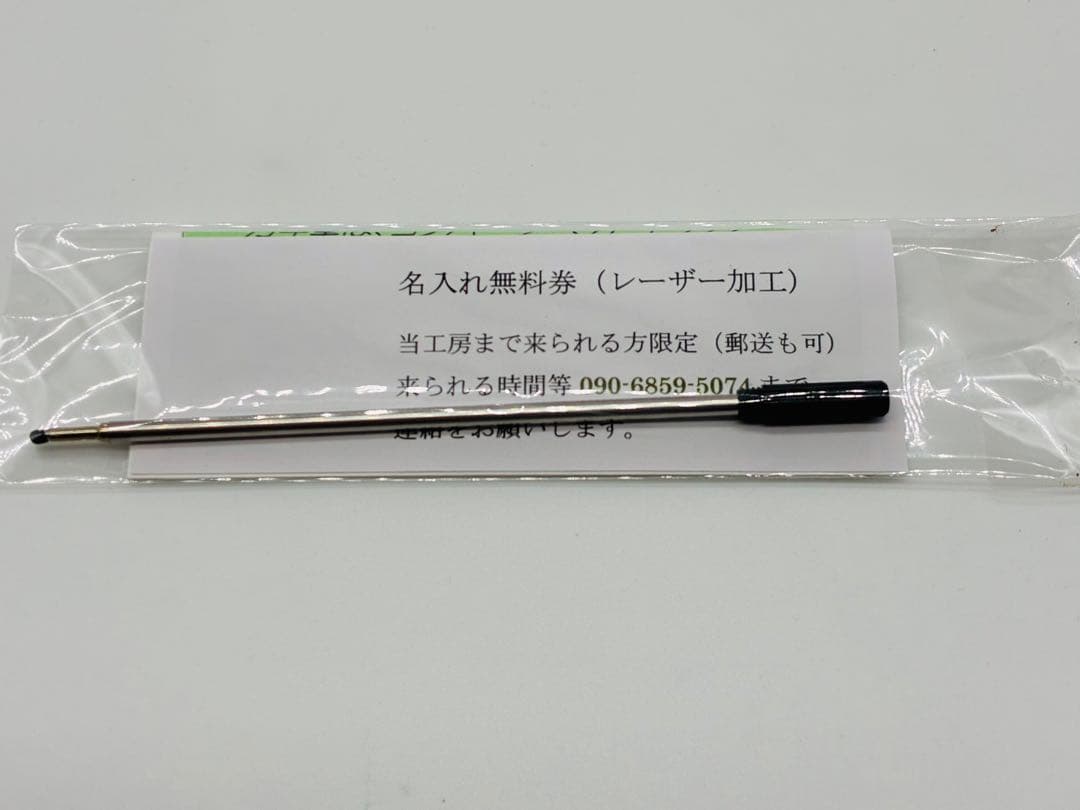 名入れ無料券（レーザー加工）
当工房まで来られる方限定（郵送も可）
来られる時間等 090-6859-5074 まで
連絡をお願いします。